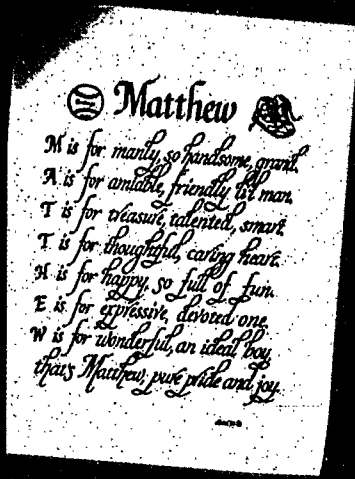 Matthew
M is for manly, so handsome, grand.
A is for amiable, friendly li'l man.
T is for treasure, talented, smart.
T is for thoughtful, caring heart.
H is for happy, so full of fun.
E is for expressive, devoted one.
W is for wonderful, an ideal boy
that's Matthew, pure pride and joy.